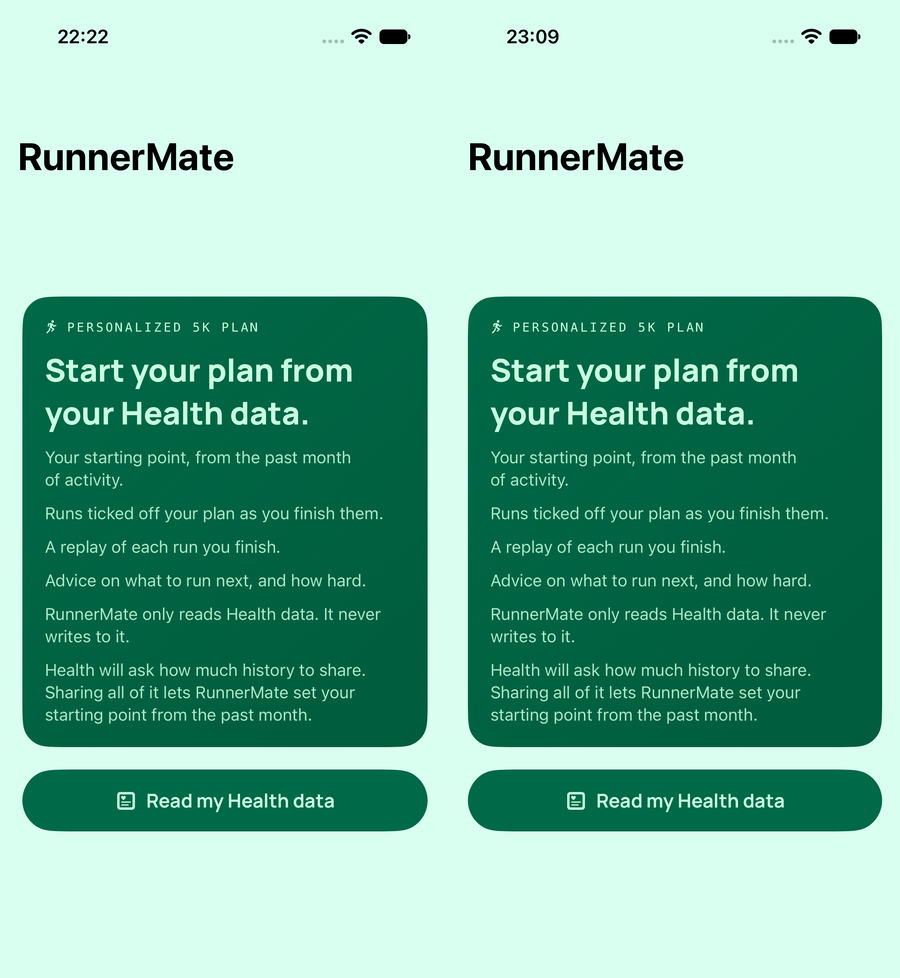 22:22
RunnerMate
PERSONALIZED 5K PLAN
Start your plan from
your Health data.
Your starting point, from the past month
of activity.
Runs ticked off your plan as you finish them.
A replay of each run you finish.
Advice on what to run next, and how hard.
RunnerMate only reads Health data. It never
writes to it.
Health will ask how much history to share.
Sharing all of it lets RunnerMate set your
starting point from the past month.
Read my Health data
23:09
RunnerMate
PERSONALIZED 5K PLAN
Start your plan from
your Health data.
Your starting point, from the past month
of activity.
Runs ticked off your plan as you finish them.
A replay of each run you finish.
Advice on what to run next, and how hard.
RunnerMate only reads Health data. It never
writes to it.
Health will ask how much history to share.
Sharing all of it lets RunnerMate set your
starting point from the past month.
Read my Health data